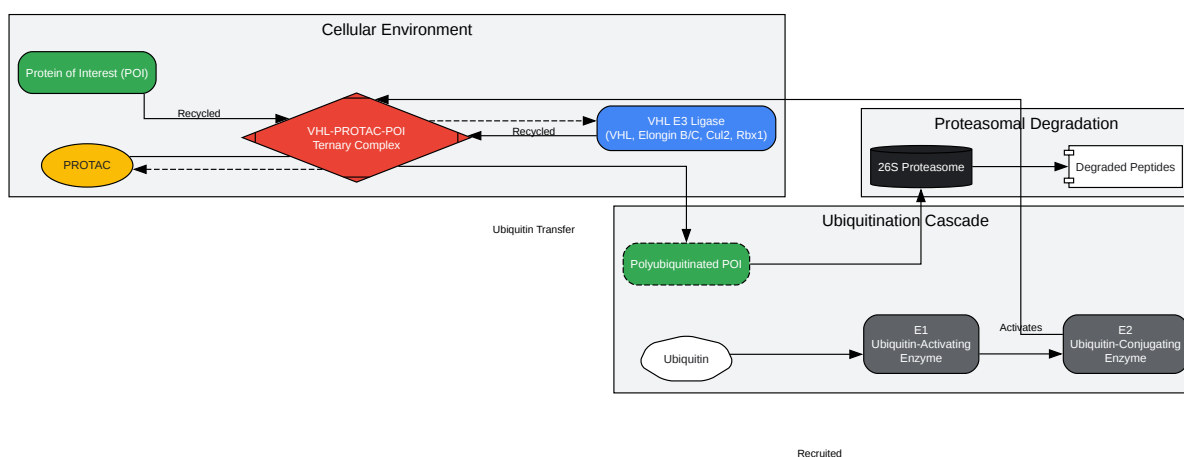 Cellular Environment
Protein of Interest (POI)
Recycled
VHL-PROTAC-POI
Ternary Complex
VHL E3 Ligase
(VHL, Elongin B/C, Cul2, Rbx1)
Recycled
PROTAC
Proteasomal Degradation
26S Proteasome
Degraded Peptides
Ubiquitination Cascade
Ubiquitin Transfer
Polyubiquitinated POI
Ubiquitin
E1
Ubiquitin-Activating
Enzyme
Activates
E2
Ubiquitin-Conjugating
Enzyme
Recruited